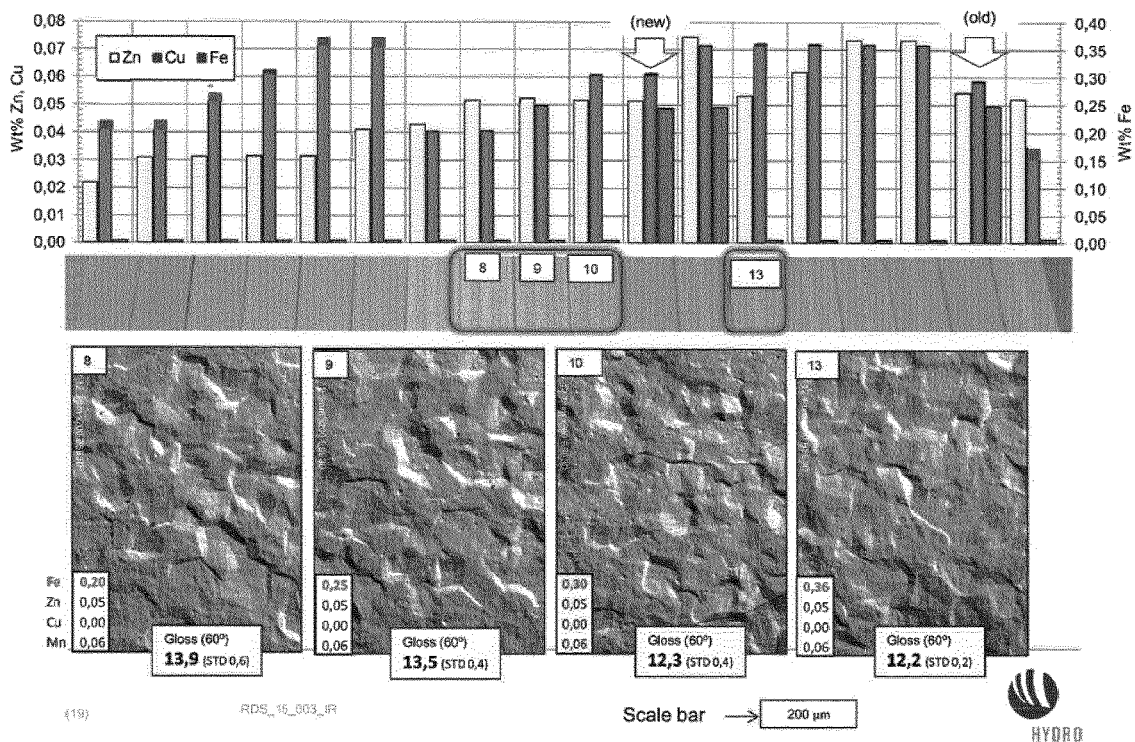 (new)
(old)
0,08
0,07
0,06
0,05
0,04
0,03
0,02
0,01
0,00
Wt% Zn, Cu
Zn Cu Fe
0,40
0,35
0,30
0,25
0,20
0,15
0,10
0,05
0,00
Wt% Fe
8
9
10
13
8
9
10
13
Fe 0,20
Zn 0,05
Cu 0,00
Mn 0,06
0,25
0,05
0,00
0,06
0,30
0,05
0,00
0,06
0,36
0,05
0,00
0,06
Gloss (60º)
13,9 (STD 0,6)
Gloss (60º)
13,5 (STD 0,4)
Gloss (60º)
12,3 (STD 0,4)
Gloss (60º)
12,2 (STD 0,2)
(19)
RDS_15_003_IR
Scale bar
200 µm
HYDRO